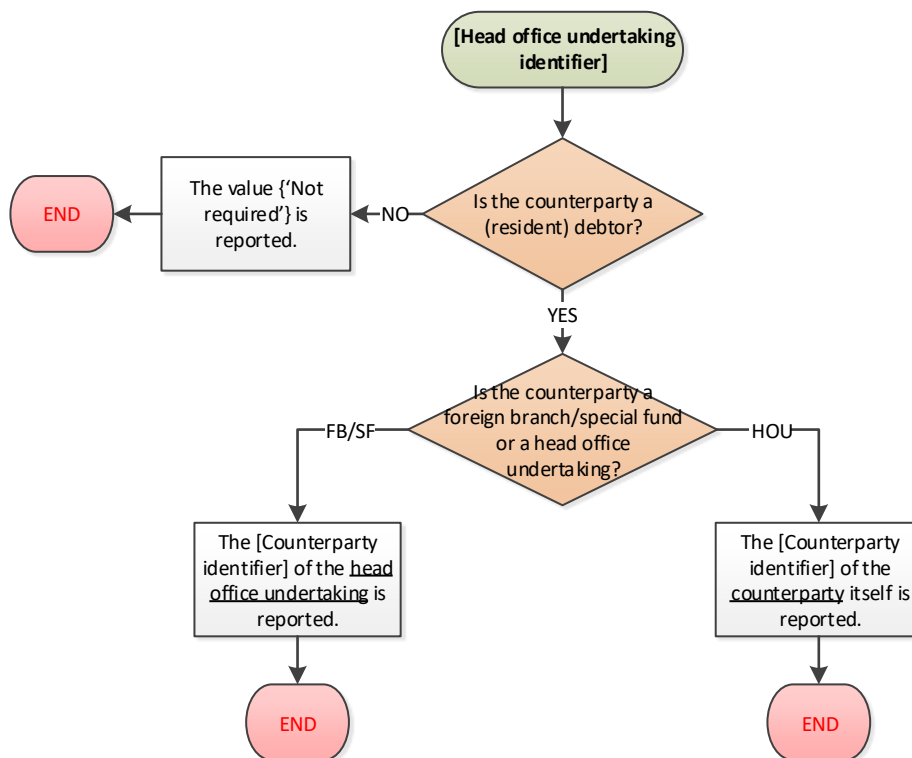 [Head office undertaking
identifier]
Is the counterparty a
(resident) debtor?
NO
The value {‘Not
required’} is
reported.
END
YES
Is the counterparty a
foreign branch/special fund
or a head office
undertaking?
FB/SF
HOU
The [Counterparty
identifier] of the head
office undertaking is
reported.
The [Counterparty
identifier] of the
counterparty itself is
reported.
END
END